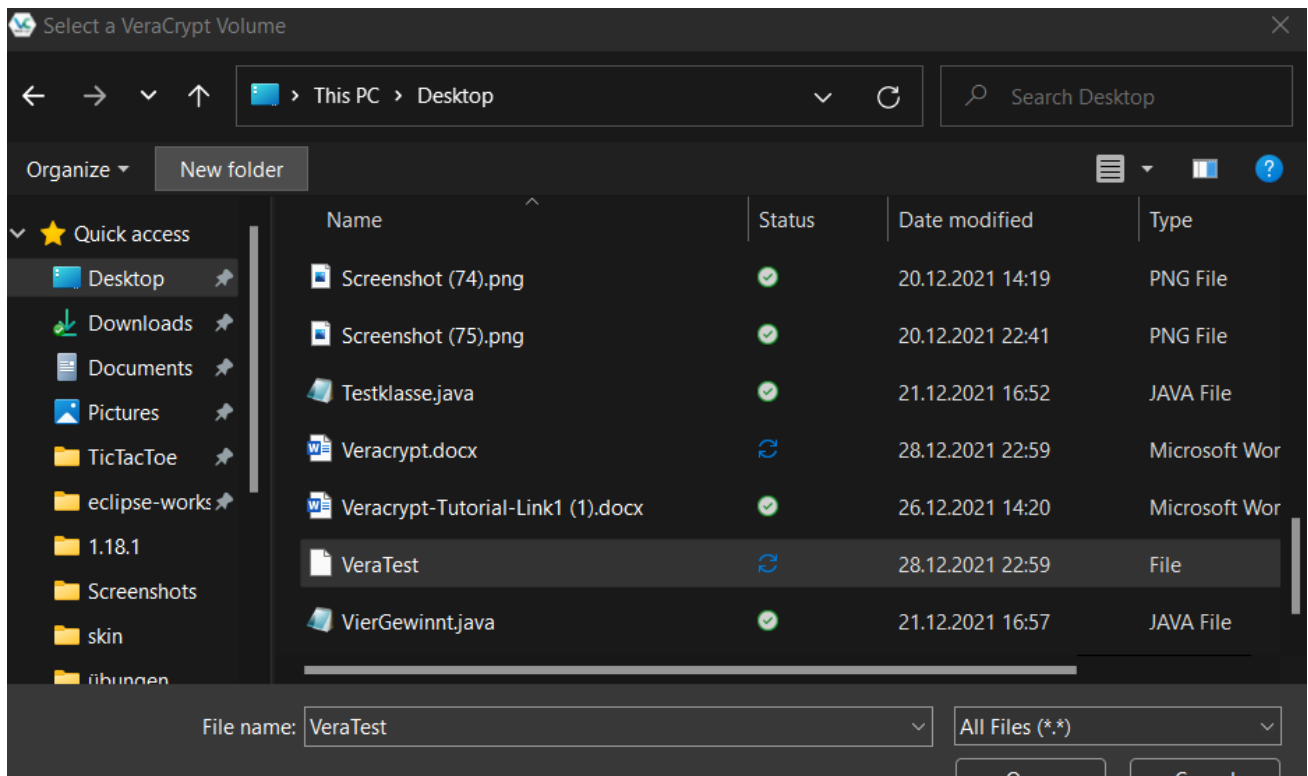 Select a VeraCrypt Volume
This PC > Desktop
Search Desktop
Organize
New folder
Name Status Date modified Type
Quick access
Desktop
Downloads
Documents
Pictures
TicTacToe
eclipse-works
1.18.1
Screenshots
skin
übungen
Screenshot (74).png 20.12.2021 14:19 PNG File
Screenshot (75).png 20.12.2021 22:41 PNG File
Testklasse.java 21.12.2021 16:52 JAVA File
Veracrypt.docx 28.12.2021 22:59 Microsoft Wor
Veracrypt-Tutorial-Link1 (1).docx 26.12.2021 14:20 Microsoft Wor
VeraTest 28.12.2021 22:59 File
VierGewinnt.java 21.12.2021 16:57 JAVA File
File name: VeraTest All Files (*.*)